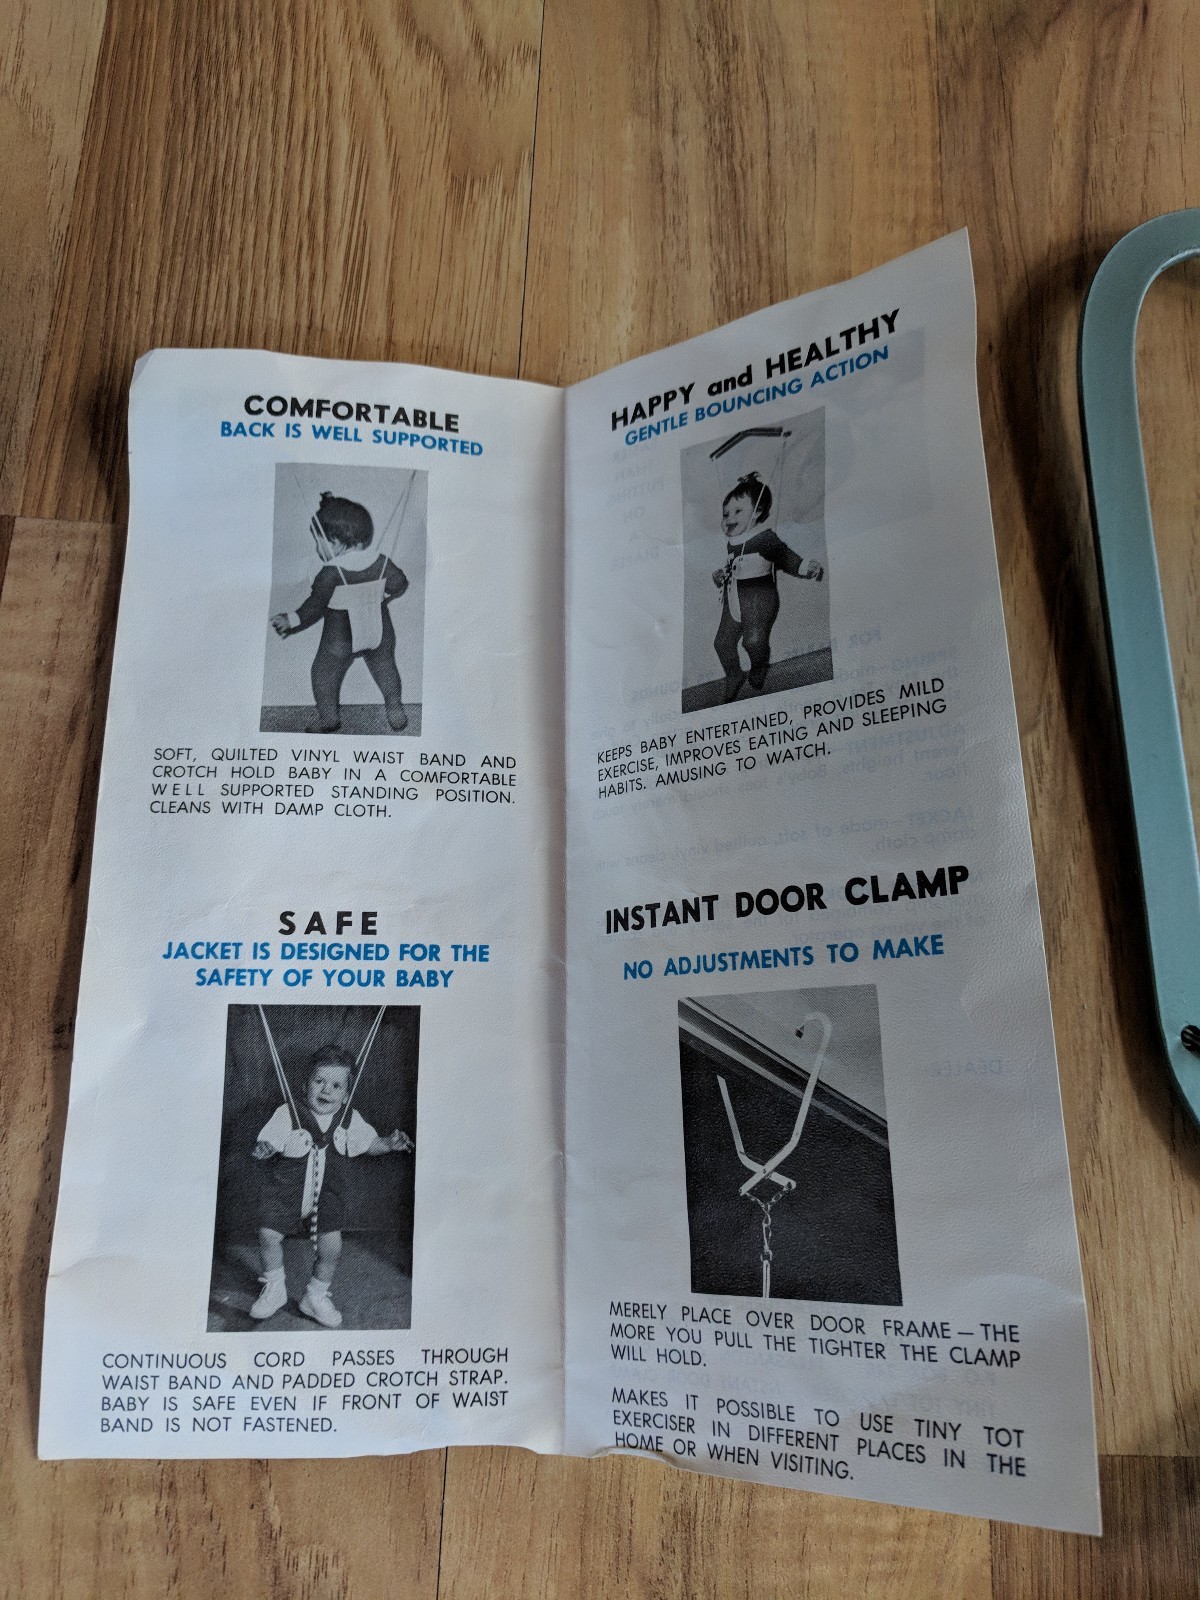 COMFORTABLE
BACK IS WELL SUPPORTED
SOFT, QUILTED VINYL WAIST BAND AND
CROTCH HOLD BABY IN A COMFORTABLE
WELL SUPPORTED STANDING POSITION.
CLEANS WITH DAMP CLOTH.
SAFE
JACKET IS DESIGNED FOR THE
SAFETY OF YOUR BABY
CONTINUOUS CORD PASSES THROUGH
WAIST BAND AND PADDED CROTCH STRAP.
BABY IS SAFE EVEN IF FRONT OF WAIST
BAND IS NOT FASTENED.
HAPPY and HEALTHY
GENTLE BOUNCING ACTION
KEEPS BABY ENTERTAINED, PROVIDES MILD
EXERCISE, IMPROVES EATING AND SLEEPING
HABITS. AMUSING TO WATCH.
INSTANT DOOR CLAMP
NO ADJUSTMENTS TO MAKE
MERELY PLACE OVER DOOR FRAME — THE
MORE YOU PULL THE TIGHTER THE CLAMP
WILL HOLD.
MAKES IT POSSIBLE TO USE TINY TOT
EXERCISER IN DIFFERENT PLACES IN THE
HOME OR WHEN VISITING.